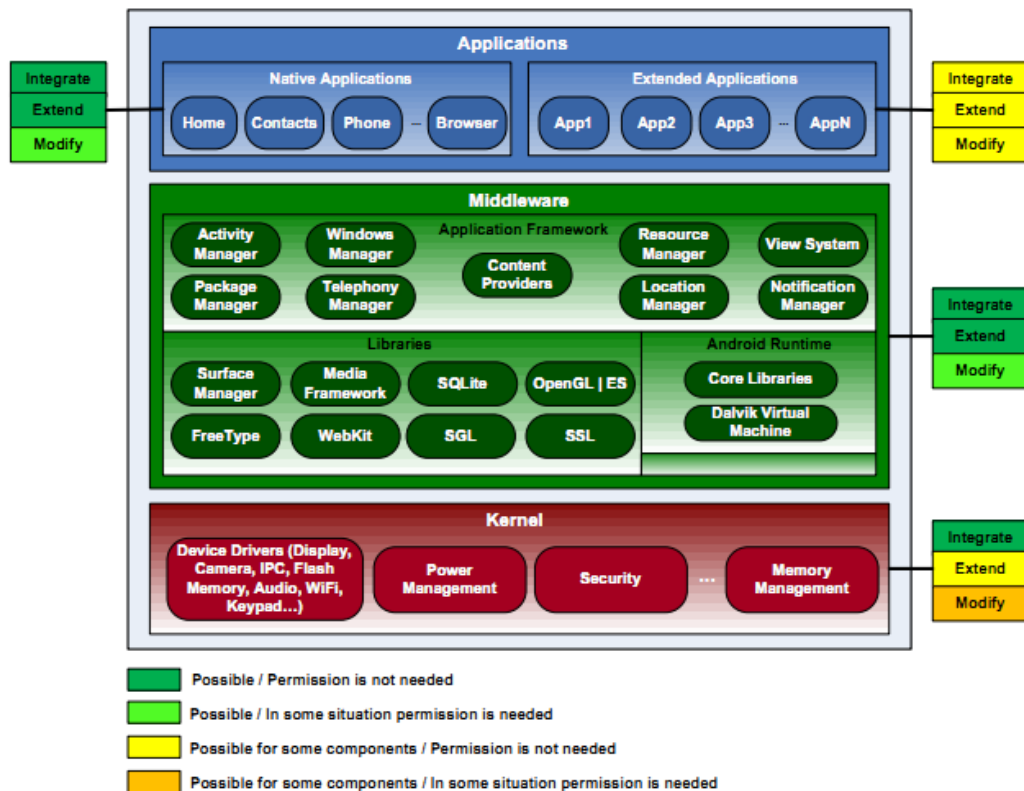 Applications
Integrate
Extend
Modify
Native Applications
Home
Contacts
Phone
...
Browser
Extended Applications
App1
App2
App3
...
AppN
Integrate
Extend
Modify
Middleware
Application Framework
Activity
Manager
Windows
Manager
Content
Providers
Resource
Manager
View System
Package
Manager
Telephony
Manager
Location
Manager
Notification
Manager
Integrate
Extend
Modify
Libraries
Surface
Manager
Media
Framework
SQLite
OpenGL | ES
FreeType
WebKit
SGL
SSL
Android Runtime
Core Libraries
Dalvik Virtual
Machine
Kernel
Device Drivers (Display,
Camera, IPC, Flash
Memory, Audio, WiFi,
Keypad...)
Power
Management
Security
...
Memory
Management
Integrate
Extend
Modify
Possible / Permission is not needed
Possible / In some situation permission is needed
Possible for some components / Permission is not needed
Possible for some components / In some situation permission is needed